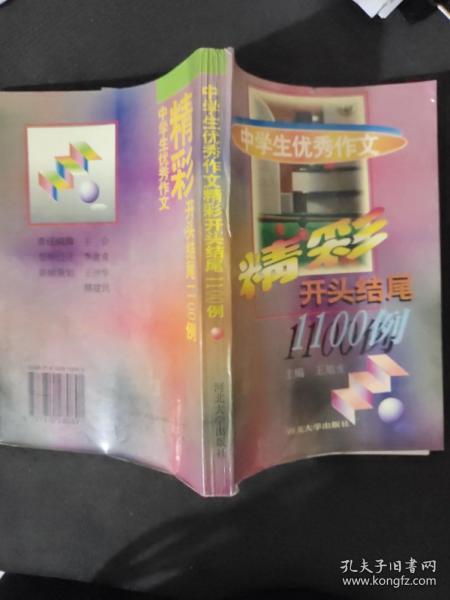 中学生优秀作文
精彩
开头结尾
1100例
主编
河北大学出版社
中学生优秀作文精彩开头结尾1100例
河北大学出版社
中学生优秀作文
精彩
开头结尾1100例
责任编辑
孔夫子旧书网
www.kongfz.com